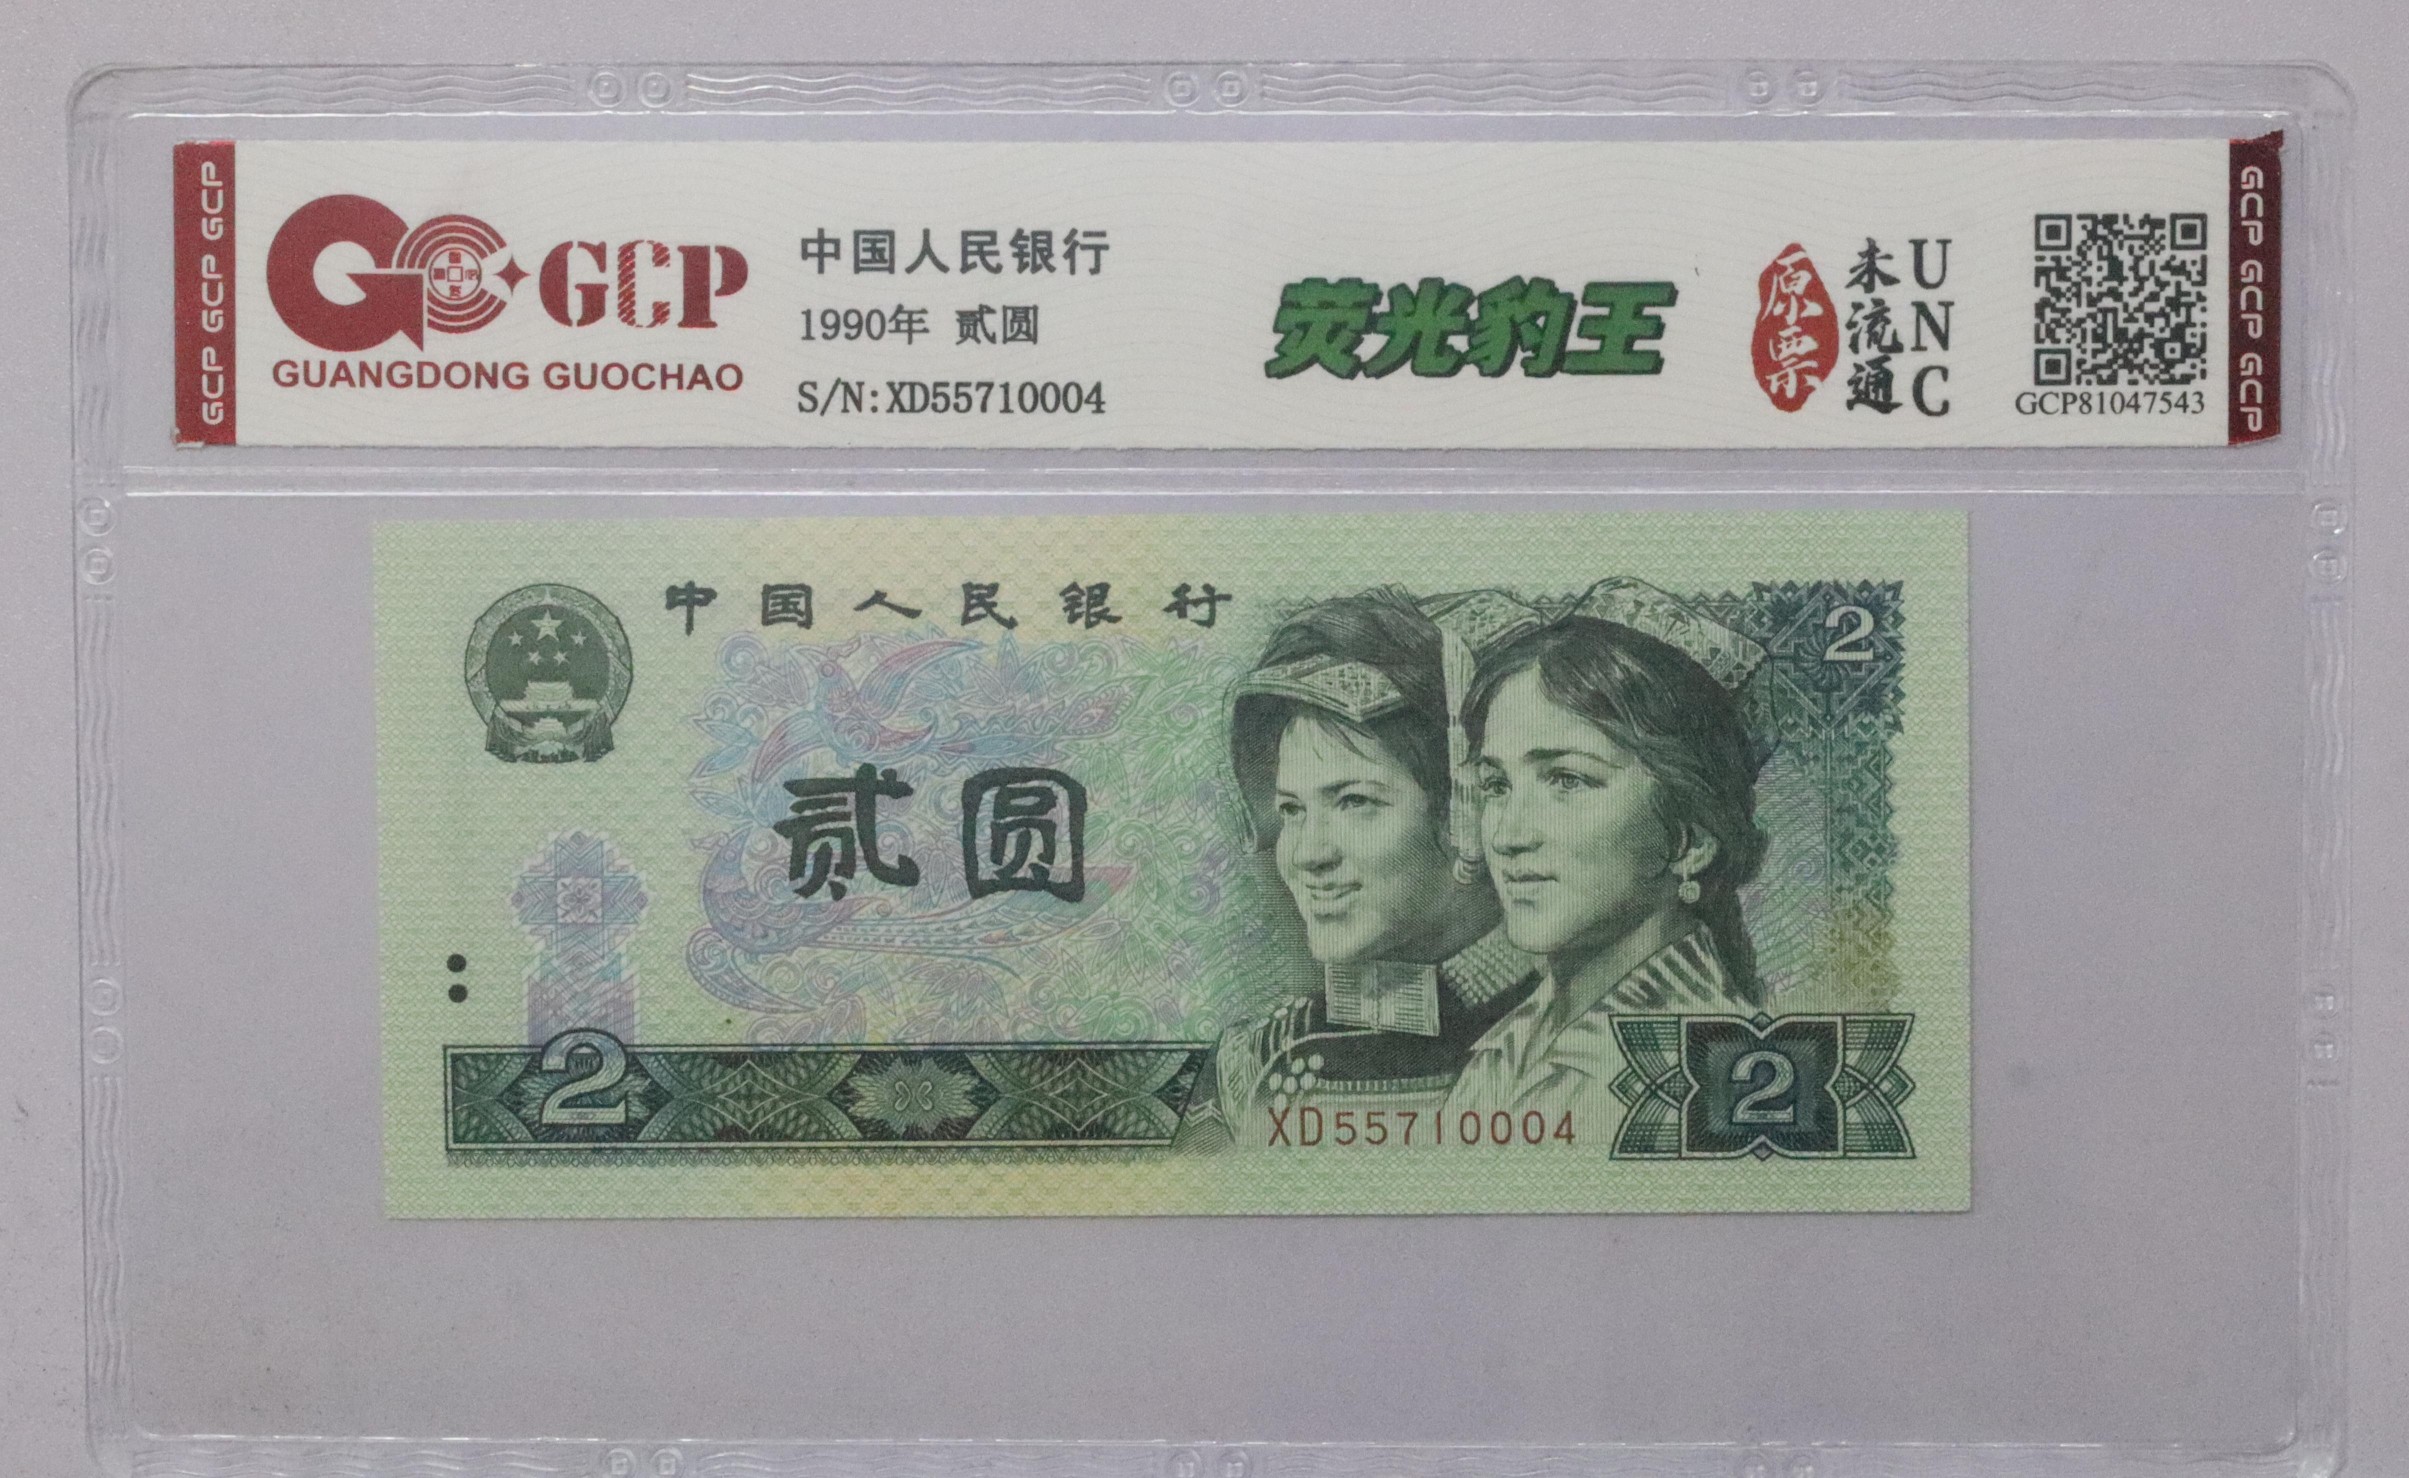 GCP GCP GCP
GCP
GUANGDONG GUOCHAO
中国人民银行
1990年 贰圆
S/N:XD55710004
荧光豹王
原票
未流通
UNC
GCP81047543
GCP GCP GCP
中国人民银行
2
贰圆
2
XD55710004
2